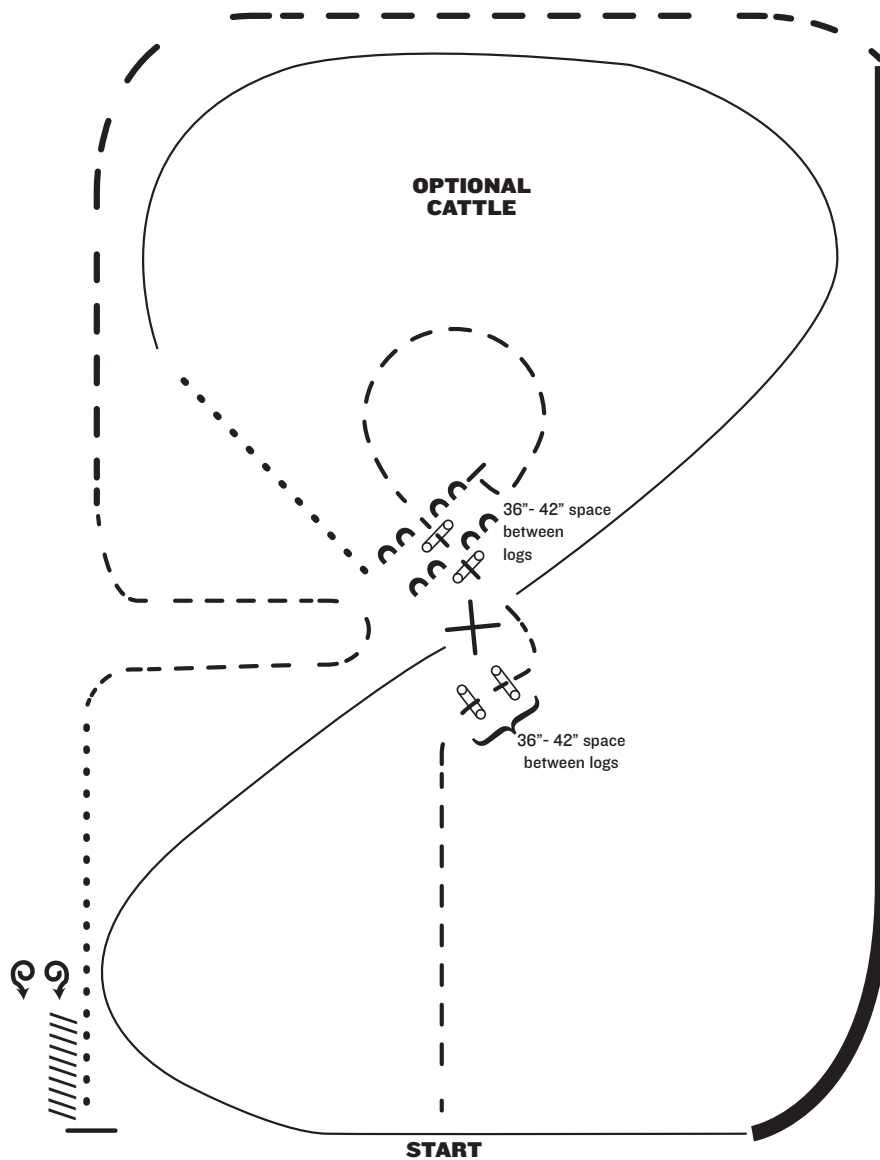 OPTIONAL
CATTLE
36”- 42” space
between
logs
36”- 42” space
between logs
START